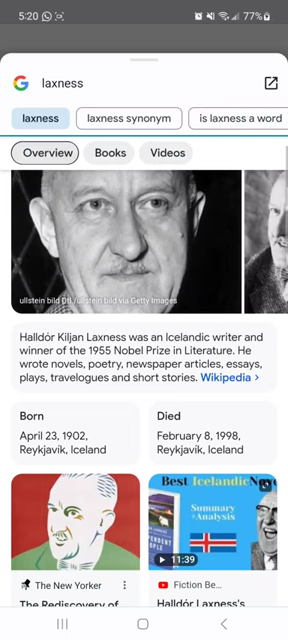 5:20
77%
laxness
laxness
laxness synonym
is laxness a word
Overview
Books
Videos
ullstein bild Dtl./ullstein bild via Getty Images
Halldór Kiljan Laxness was an Icelandic writer and
winner of the 1955 Nobel Prize in Literature. He
wrote novels, poetry, newspaper articles, essays,
plays, travelogues and short stories. Wikipedia >
Born
April 23, 1902,
Reykjavík, Iceland
Died
February 8, 1998,
Reykjavík, Iceland
Best Icelandic
Summary
+Analysis
11:39
The New Yorker
The Rediscovery of
Fiction Be...
Halldór Laxness's